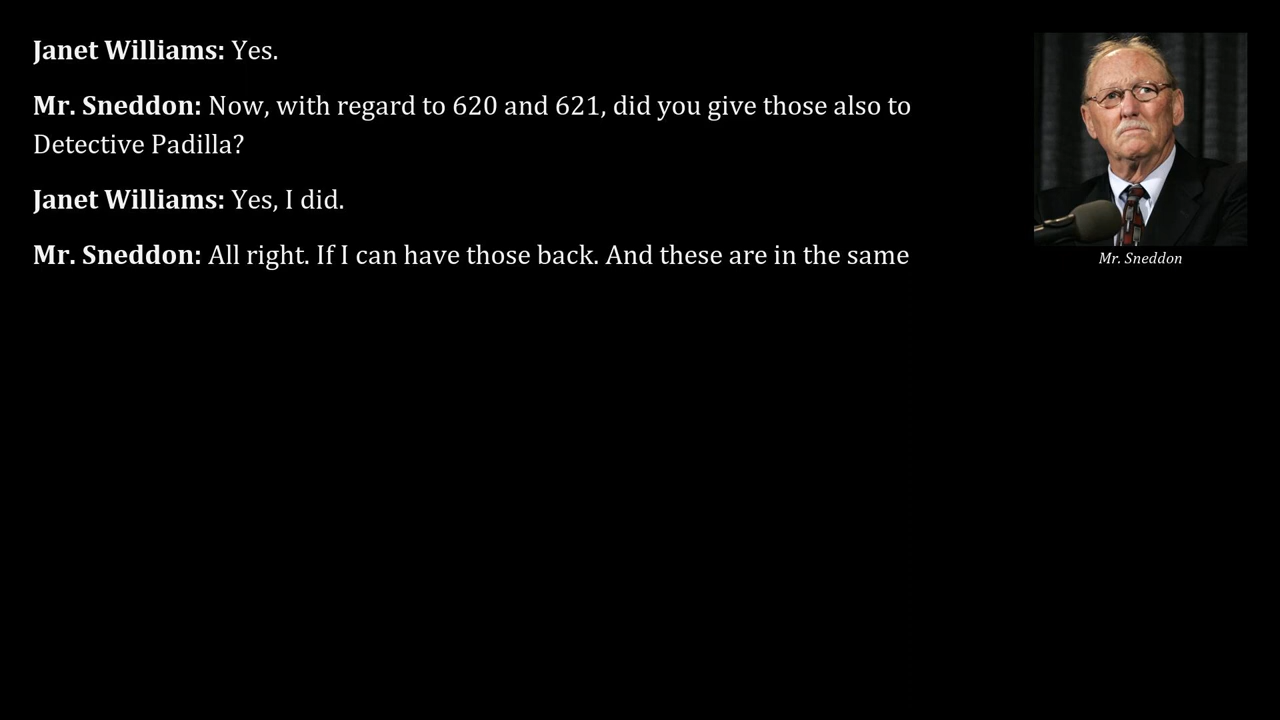 Janet Williams: Yes.
Mr. Sneddon: Now, with regard to 620 and 621, did you give those also to
Detective Padilla?
Janet Williams: Yes, I did.
Mr. Sneddon: All right. If I can have those back. And these are in the same
Mr. Sneddon